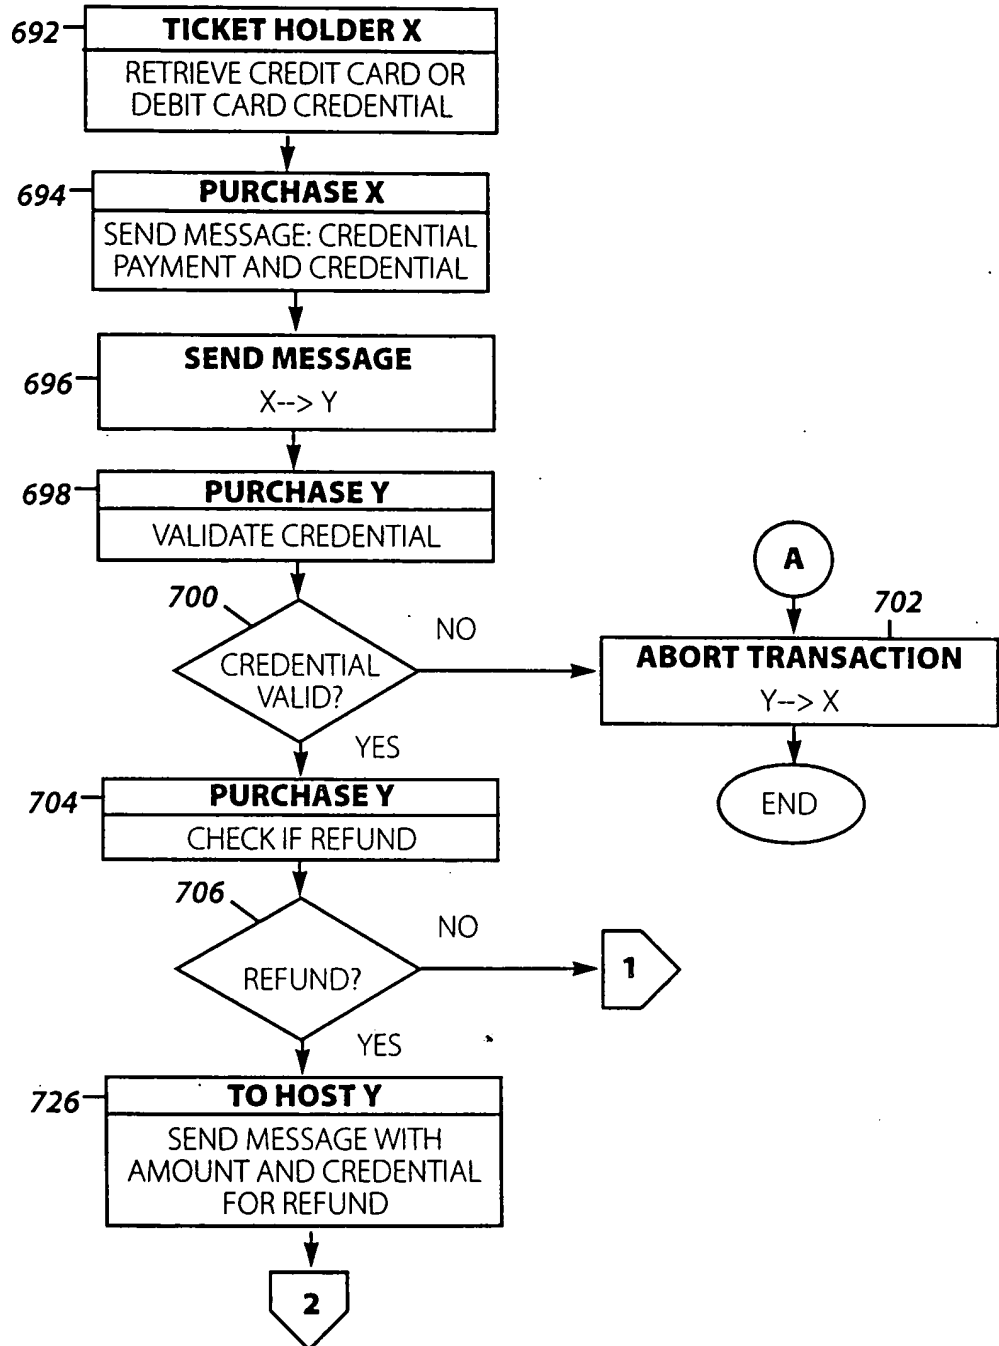 692
TICKET HOLDER X
RETRIEVE CREDIT CARD OR
DEBIT CARD CREDENTIAL
694
PURCHASE X
SEND MESSAGE: CREDENTIAL
PAYMENT AND CREDENTIAL
696
SEND MESSAGE
X--> Y
698
PURCHASE Y
VALIDATE CREDENTIAL
700
CREDENTIAL
VALID?
NO
YES
A
702
ABORT TRANSACTION
Y--> X
END
704
PURCHASE Y
CHECK IF REFUND
706
REFUND?
NO
1
YES
726
TO HOST Y
SEND MESSAGE WITH
AMOUNT AND CREDENTIAL
FOR REFUND
2